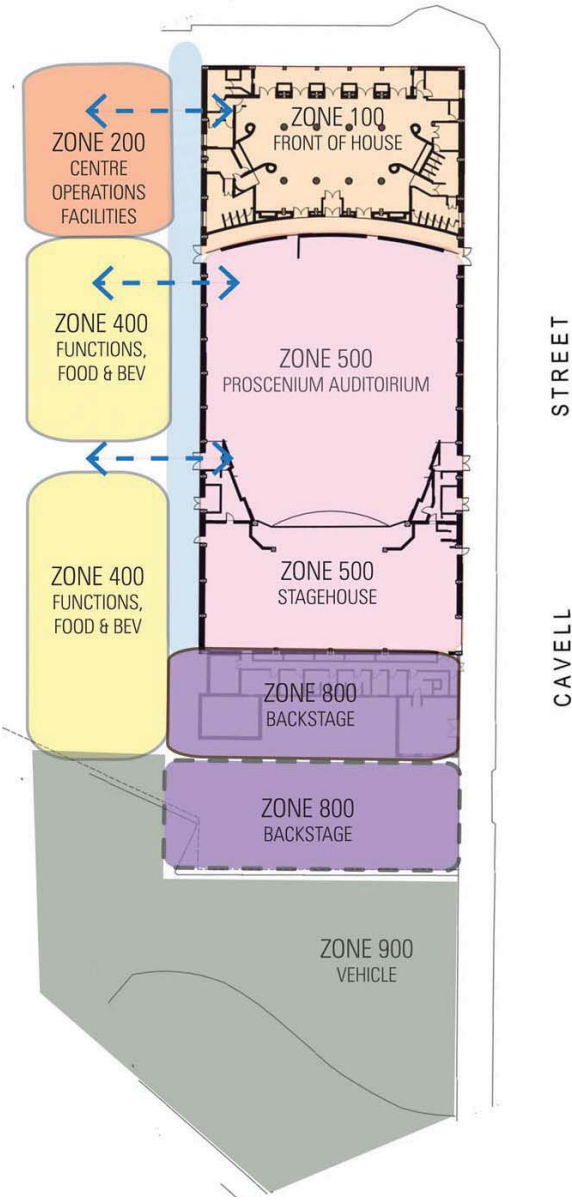 ZONE 100
FRONT OF HOUSE
ZONE 200
CENTRE
OPERATIONS
FACILITIES
ZONE 400
FUNCTIONS,
FOOD & BEV
ZONE 500
PROSCENIUM AUDITOIRIUM
ZONE 400
FUNCTIONS,
FOOD & BEV
ZONE 500
STAGEHOUSE
ZONE 800
BACKSTAGE
ZONE 800
BACKSTAGE
ZONE 900
VEHICLE
CAVELL STREET